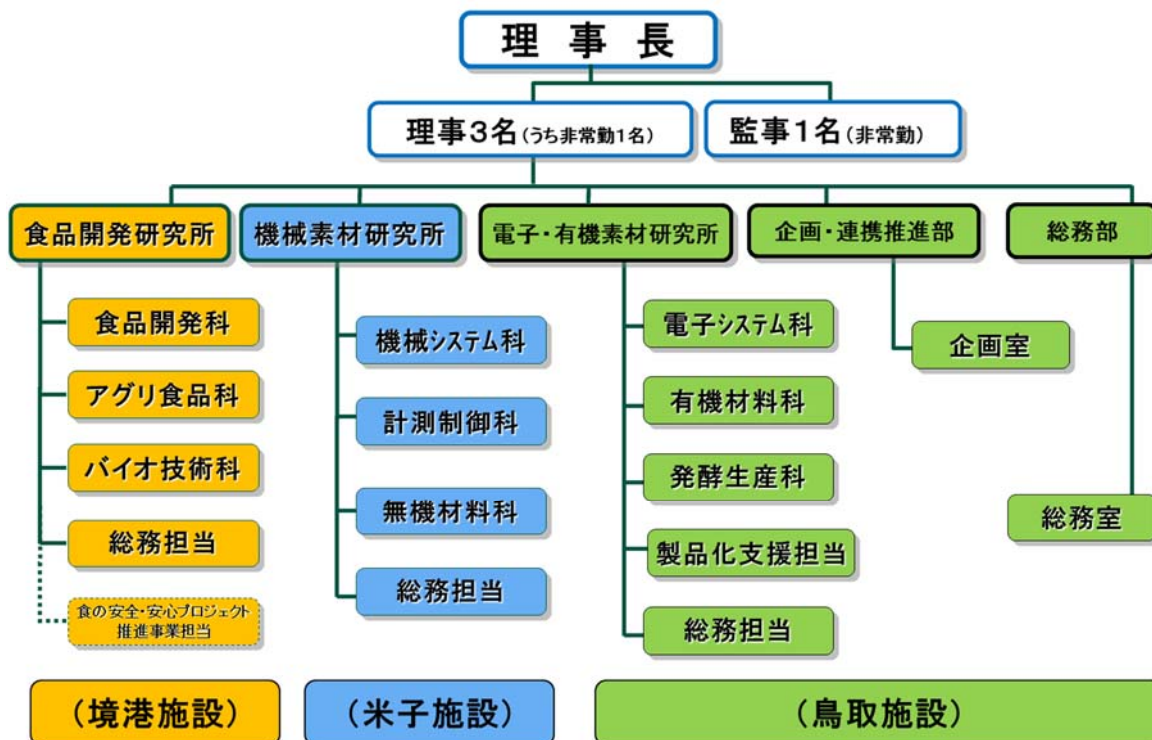 理事長
理事3名(うち非常勤1名)
監事1名(非常勤)
食品開発研究所
機械素材研究所
電子・有機素材研究所
企画・連携推進部
総務部
食品開発科
アグリ食品科
バイオ技術科
総務担当
食の安全・安心プロジェクト
推進事業担当
機械システム科
計測制御科
無機材料科
総務担当
電子システム科
有機材料科
発酵生産科
製品化支援担当
総務担当
企画室
総務室
(境港施設)
(米子施設)
(鳥取施設)